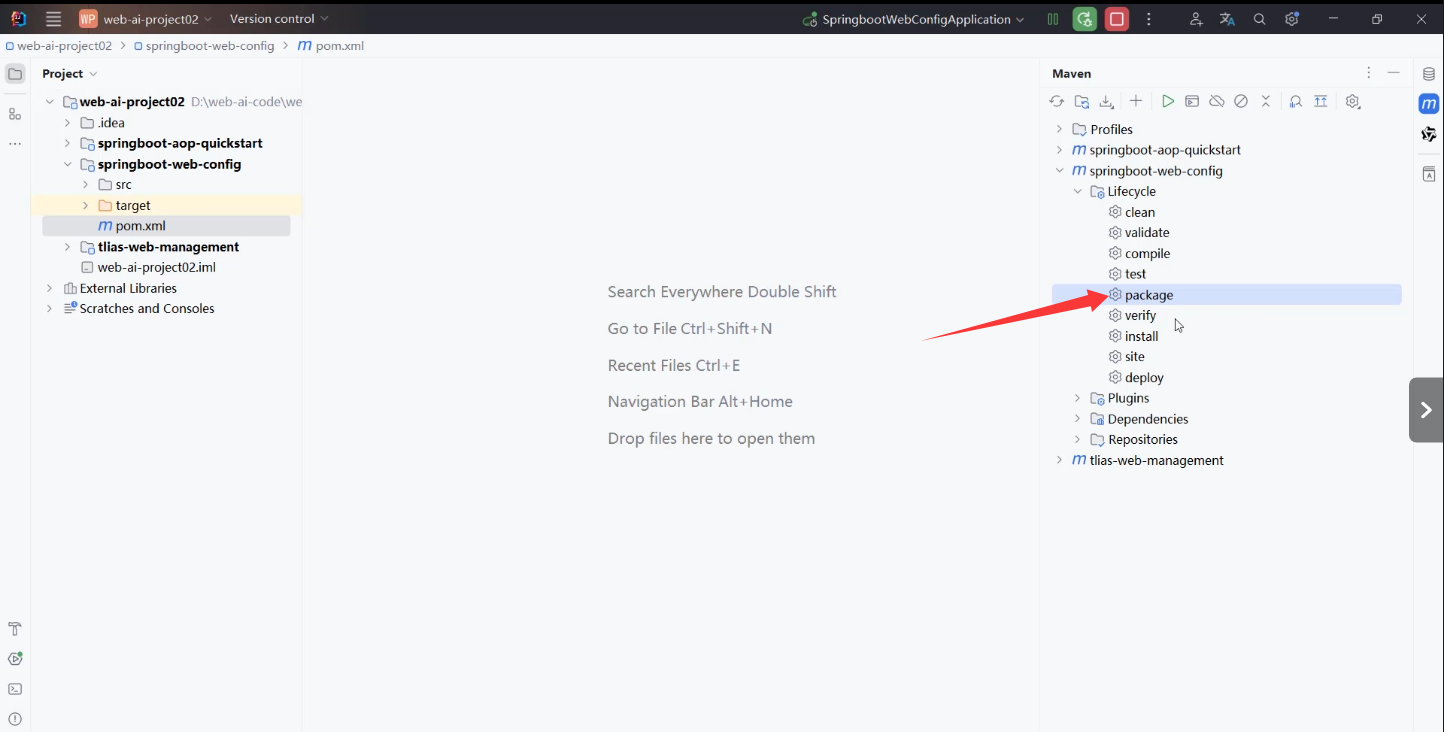 WP web-ai-project02 Version control SpringbootWebConfigApplication
web-ai-project02 springboot-web-config m pom.xml
Project
web-ai-project02 D:\web-ai-code\we
.idea
springboot-aop-quickstart
springboot-web-config
src
target
m pom.xml
tlias-web-management
web-ai-project02.iml
External Libraries
Scratches and Consoles
Search Everywhere Double Shift
Go to File Ctrl+Shift+N
Recent Files Ctrl+E
Navigation Bar Alt+Home
Drop files here to open them
Maven
Profiles
m springboot-aop-quickstart
m springboot-web-config
Lifecycle
clean
validate
compile
test
package
verify
install
site
deploy
Plugins
Dependencies
Repositories
m tlias-web-management
m